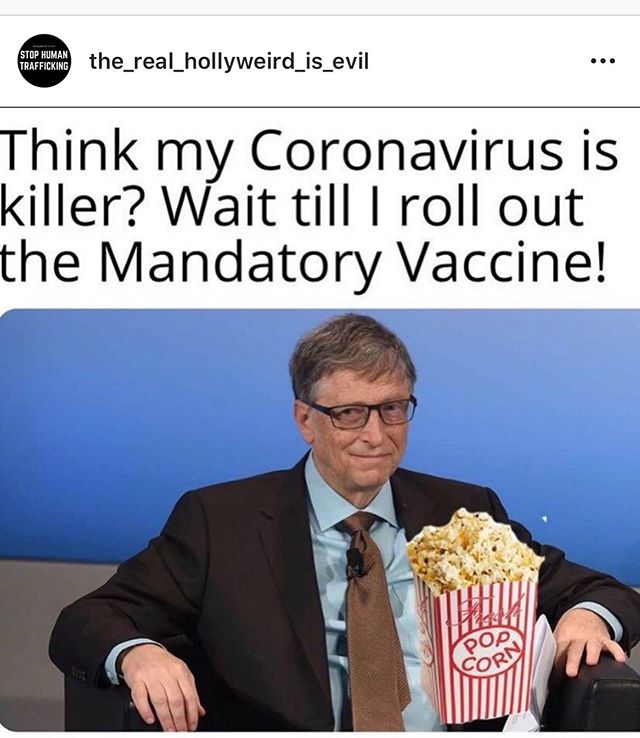 STOP HUMAN
TRAFFICKING
the_real_hollyweird_is_evil
Think my Coronavirus is
killer? Wait till I roll out
the Mandatory Vaccine!
POP
CORN